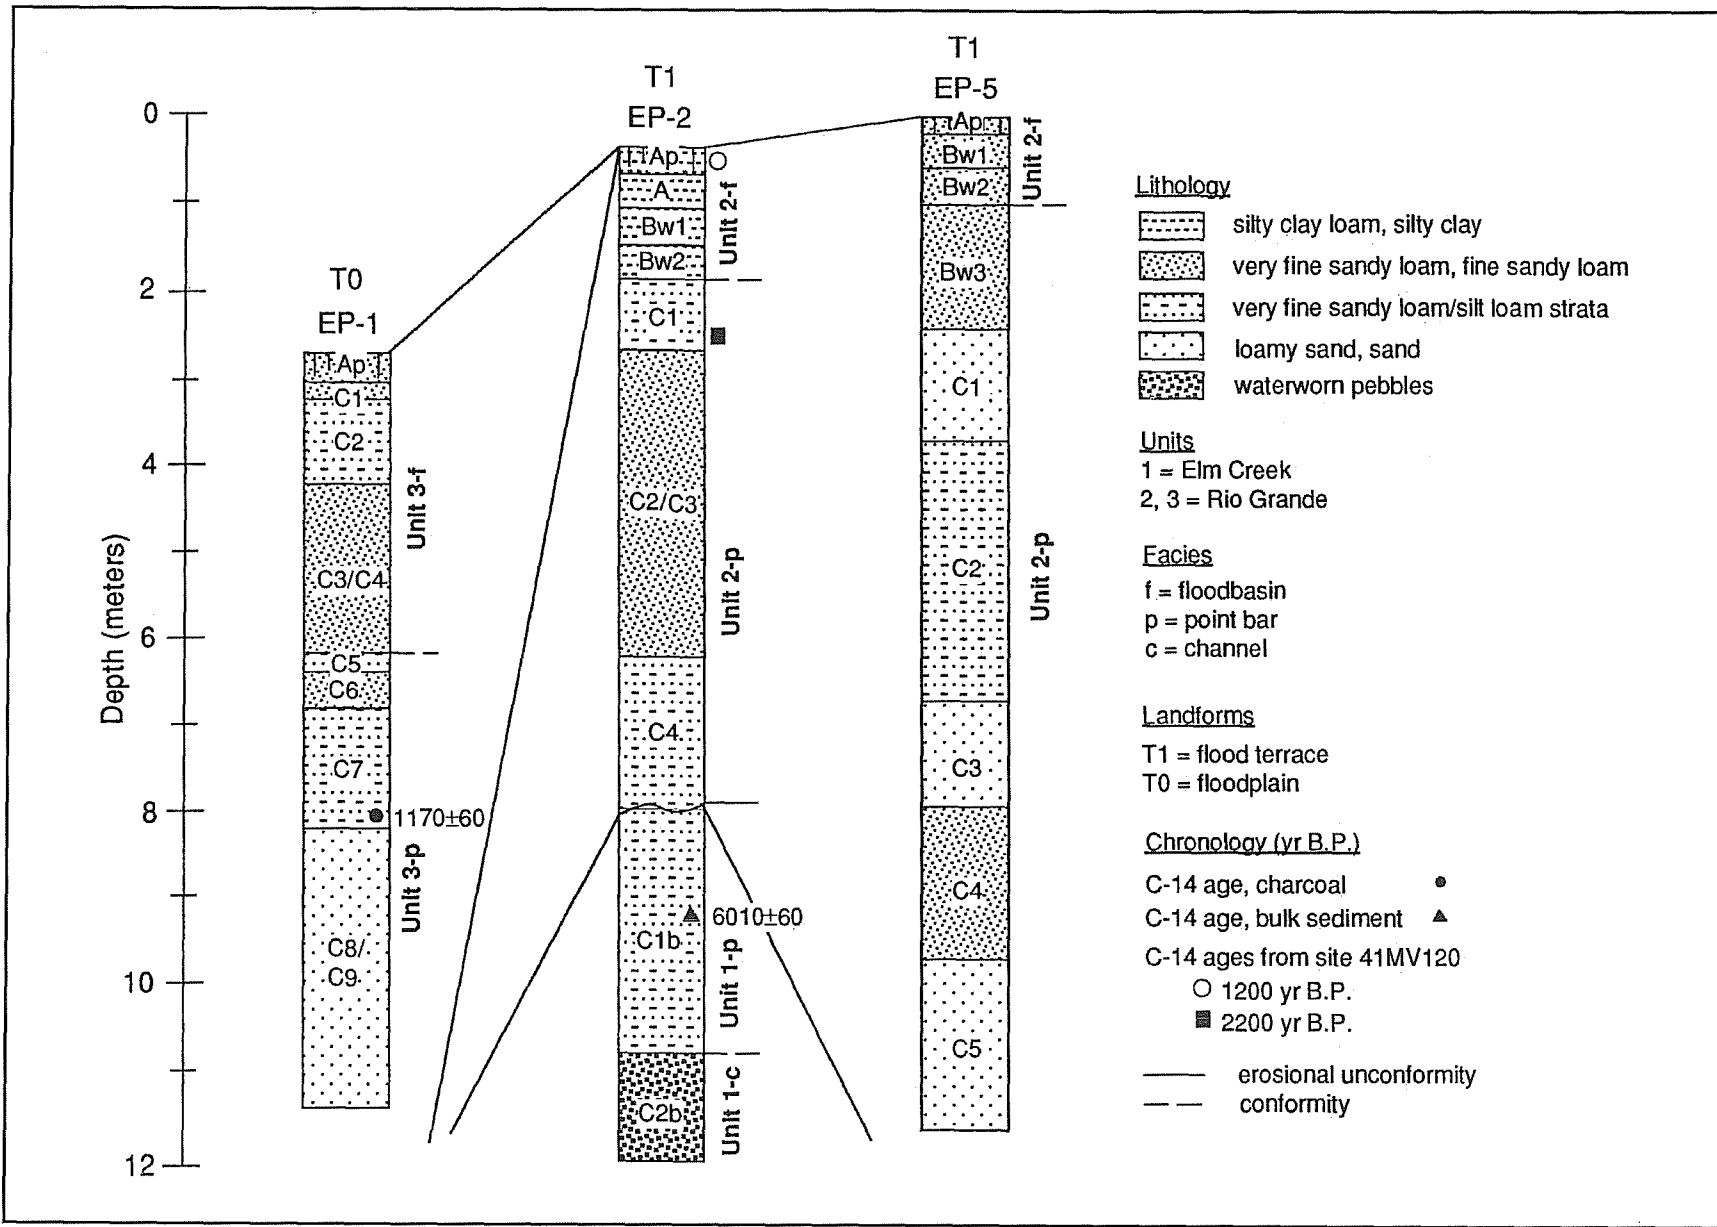 Depth (meters)
0
2
4
6
8
10
12
T0
EP-1
Ap
C1
C2
C3/C4
C5
C6
C7
C8/
C9
1170±60
Unit 3-f
Unit 3-p
T1
EP-2
Ap
A
Bw1
Bw2
C1
C2/C3
C4
C1b
C2b
6010±60
Unit 2-f
Unit 2-p
Unit 1-p
Unit 1-c
T1
EP-5
Ap
Bw1
Bw2
Bw3
C1
C2
C3
C4
C5
Unit 2-f
Unit 2-p
Lithology
silty clay loam, silty clay
very fine sandy loam, fine sandy loam
very fine sandy loam/silt loam strata
loamy sand, sand
waterworn pebbles
Units
1 = Elm Creek
2, 3 = Rio Grande
Facies
f = floodbasin
p = point bar
c = channel
Landforms
T1 = flood terrace
T0 = floodplain
Chronology (yr B.P.)
C-14 age, charcoal
C-14 age, bulk sediment
C-14 ages from site 41MV120
1200 yr B.P.
2200 yr B.P.
erosional unconformity
conformity